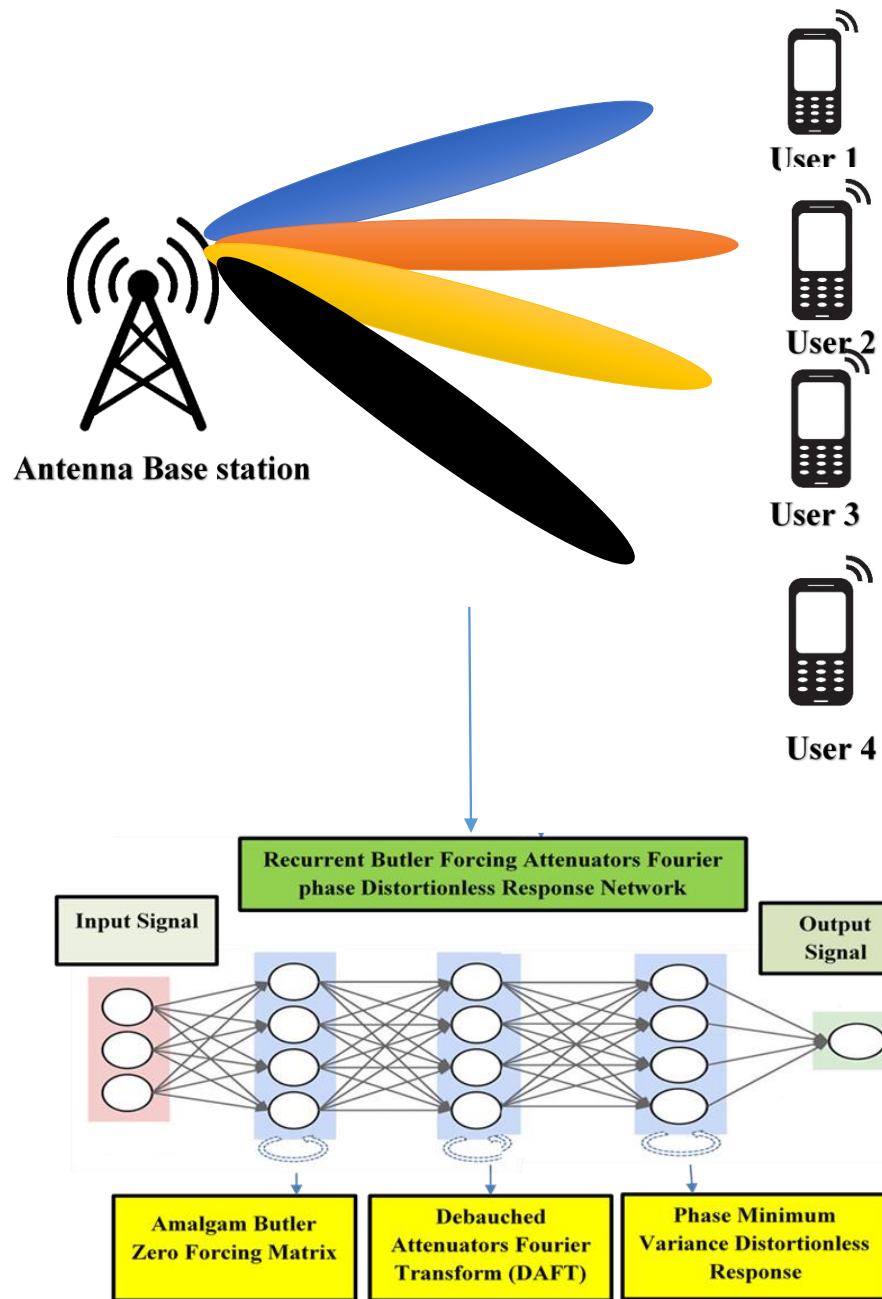 User 1
User 2
Antenna Base station
User 3
User 4
Recurrent Butler Forcing Attenuators Fourier
phase Distortionless Response Network
Input Signal
Output
Signal
Amalgam Butler
Zero Forcing Matrix
Debauched
Attenuators Fourier
Transform (DAFT)
Phase Minimum
Variance Distortionless
Response